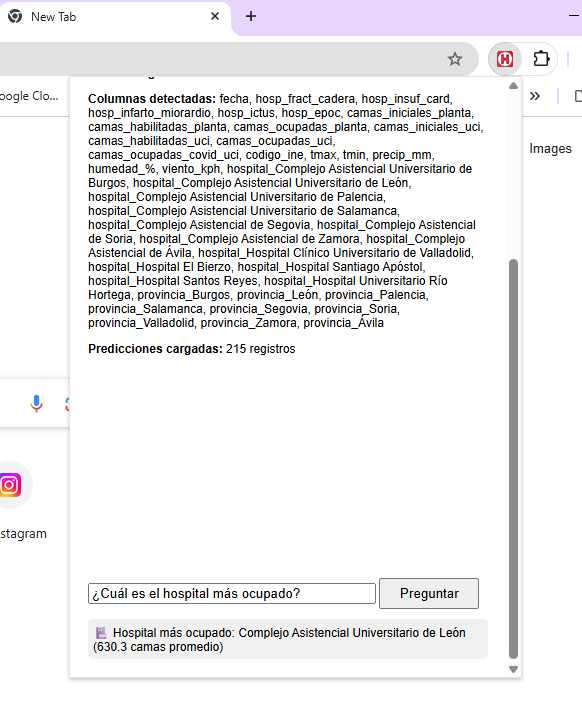 New Tab
oogle Clo...
Images
Columnas detectadas: fecha, hosp_fract_cadera, hosp_insuf_card,
hosp_infarto_miorardio, hosp_ictus, hosp_epoc, camas_iniciales_planta,
camas_habilitadas_planta, camas_ocupadas_planta, camas_iniciales_uci,
camas_habilitadas_uci, camas_ocupadas_uci,
camas_ocupadas_covid_uci, codigo_ine, tmax, tmin, precip_mm,
humedad_%, viento_kph, hospital_Complejo Asistencial Universitario de
Burgos, hospital_Complejo Asistencial Universitario de León,
hospital_Complejo Asistencial Universitario de Palencia,
hospital_Complejo Asistencial Universitario de Salamanca,
hospital_Complejo Asistencial de Segovia, hospital_Complejo Asistencial
de Soria, hospital_Complejo Asistencial de Zamora, hospital_Complejo
Asistencial de Ávila, hospital_Hospital Clínico Universitario de Valladolid,
hospital_Hospital El Bierzo, hospital_Hospital Santiago Apóstol,
hospital_Hospital Santos Reyes, hospital_Hospital Universitario Río
Hortega, provincia_Burgos, provincia_León, provincia_Palencia,
provincia_Salamanca, provincia_Segovia, provincia_Soria,
provincia_Valladolid, provincia_Zamora, provincia_Ávila
Predicciones cargadas: 215 registros
stagram
¿Cuál es el hospital más ocupado?
Preguntar
Hospital más ocupado: Complejo Asistencial Universitario de León
(630.3 camas promedio)